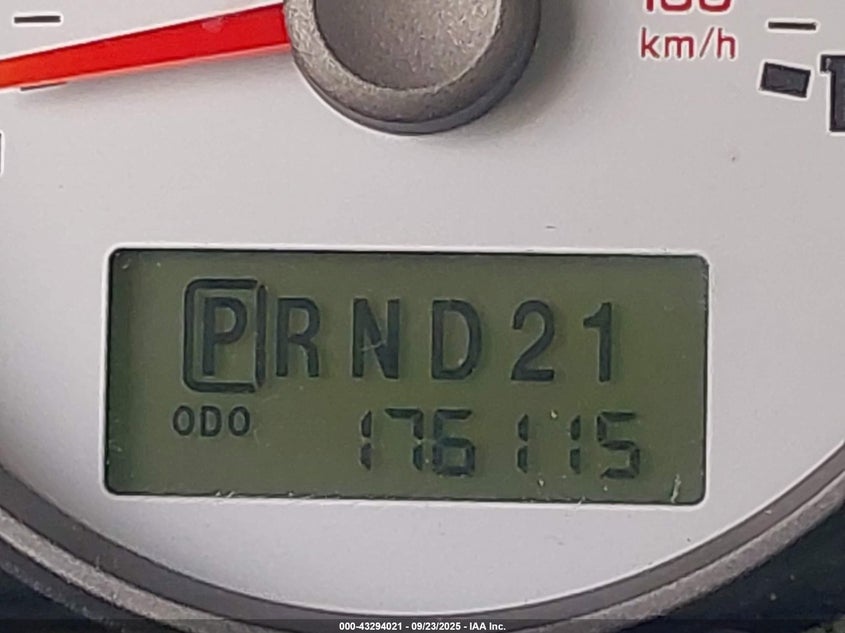 km/h
PRND21
ODO 176115
000-43294021 - 09/23/2025 - IAA Inc.